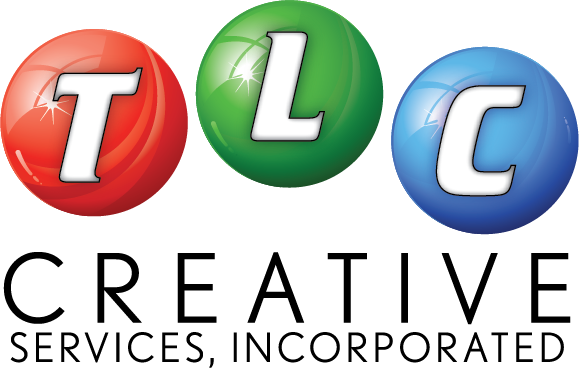 TLC
CREATIVE
SERVICES, INCORPORATED